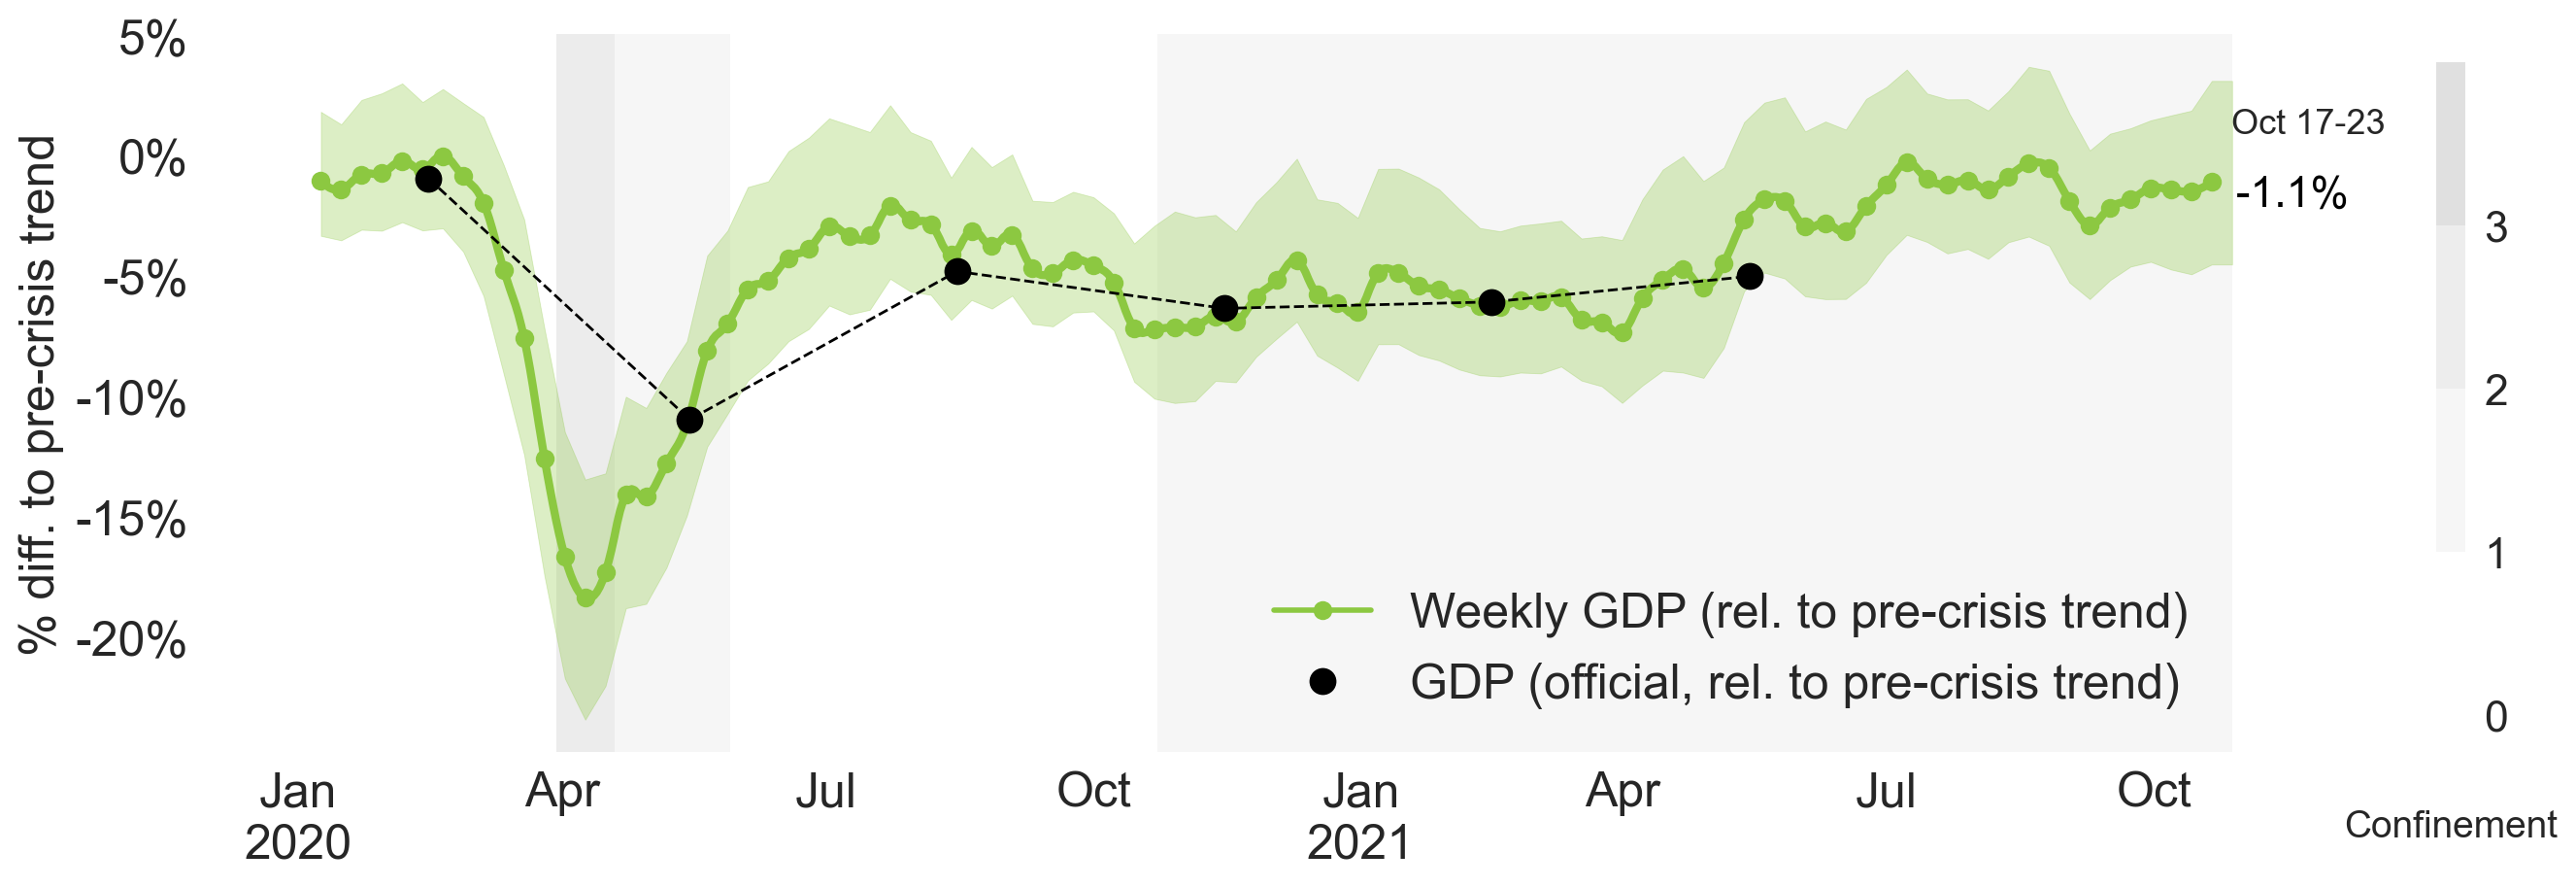 % diff. to pre-crisis trend
5%
0%
-5%
-10%
-15%
-20%
Oct 17-23
-1.1%
Weekly GDP (rel. to pre-crisis trend)
GDP (official, rel. to pre-crisis trend)
Jan Apr Jul Oct Jan Apr Jul Oct
2020 2021
3
2
1
0
Confinement